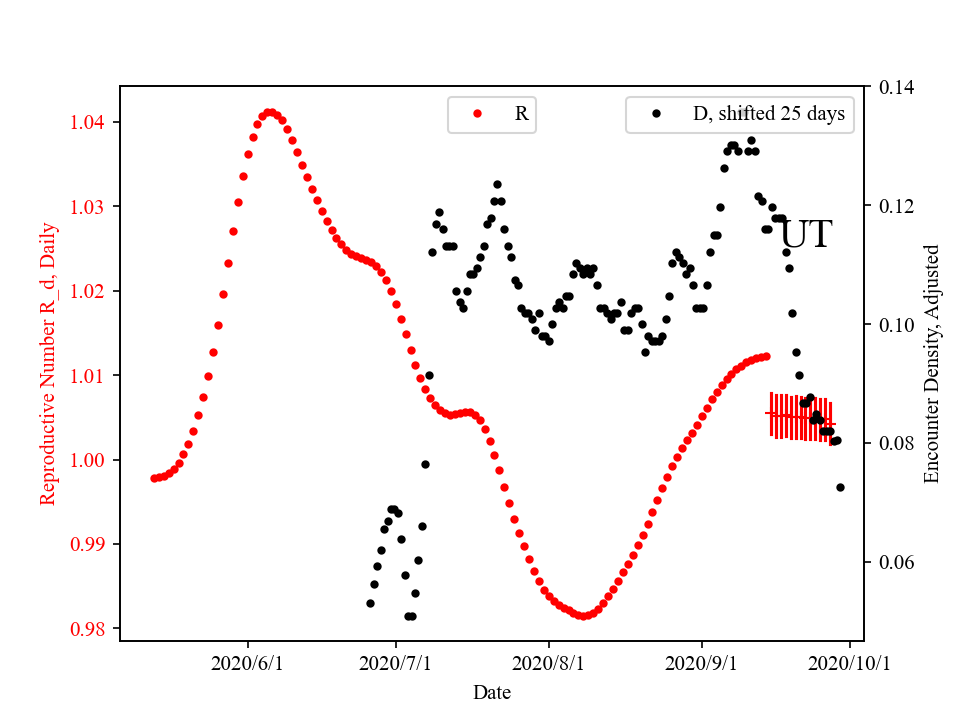 R
D, shifted 25 days
UT
Reproductive Number R_d, Daily
1.04
1.03
1.02
1.01
1.00
0.99
0.98
0.14
0.12
0.10
0.08
0.06
Encounter Density, Adjusted
2020/6/1
2020/7/1
2020/8/1
2020/9/1
2020/10/1
Date